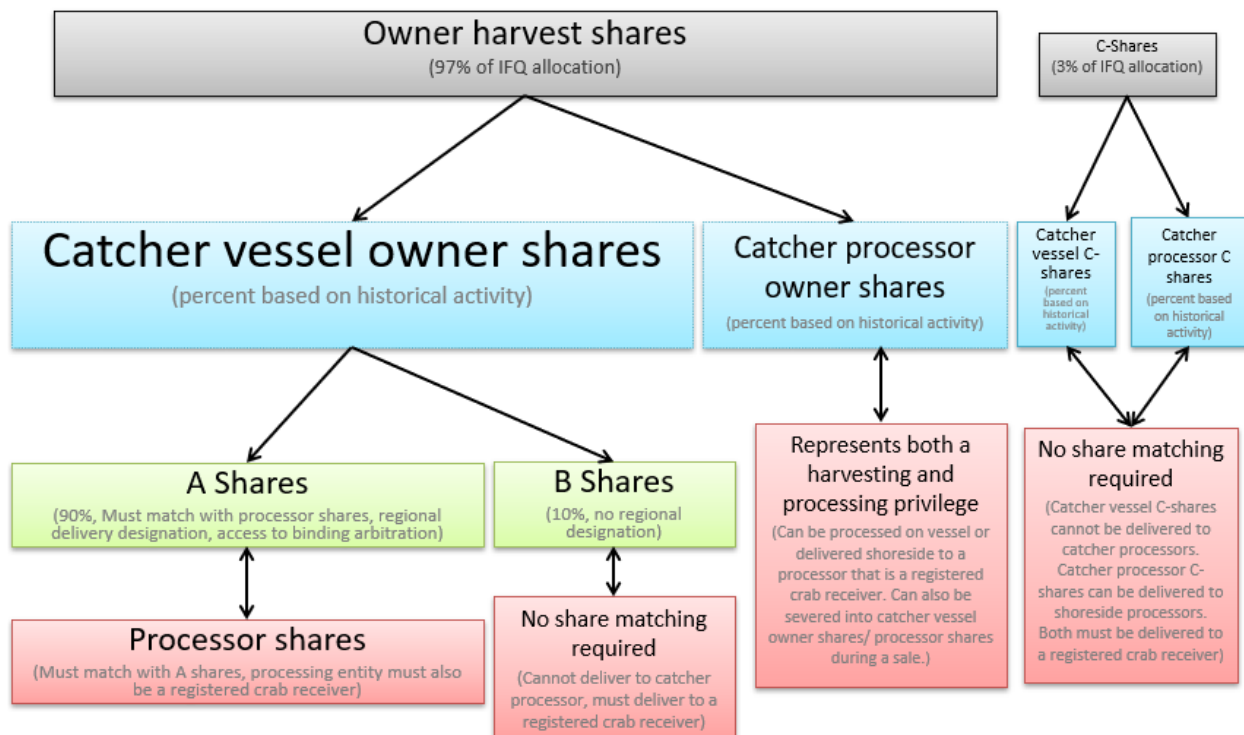 Owner harvest shares
(97% of IFQ allocation)
C-Shares
(3% of IFQ allocation)
Catcher vessel owner shares
(percent based on historical activity)
Catcher processor
owner shares
(percent based on historical activity)
Catcher
vessel C-
shares
(percent
based on
historical
activity)
Catcher
processor C
shares
(percent based
on historical
activity)
A Shares
(90%, Must match with processor shares, regional
delivery designation, access to binding arbitration)
B Shares
(10%, no regional
designation)
Represents both a
harvesting and
processing privilege
(Can be processed on vessel or
delivered shoreside to a
processor that is a registered
crab receiver. Can also be
severed into catcher vessel
owner shares/ processor shares
during a sale.)
No share matching
required
(Catcher vessel C-shares
cannot be delivered to
catcher processors.
Catcher processor C-
shares can be delivered to
shoreside processors.
Both must be delivered to
a registered crab receiver)
Processor shares
(Must match with A shares, processing entity must also
be a registered crab receiver)
No share matching
required
(Cannot deliver to catcher
processor, must deliver to a
registered crab receiver)